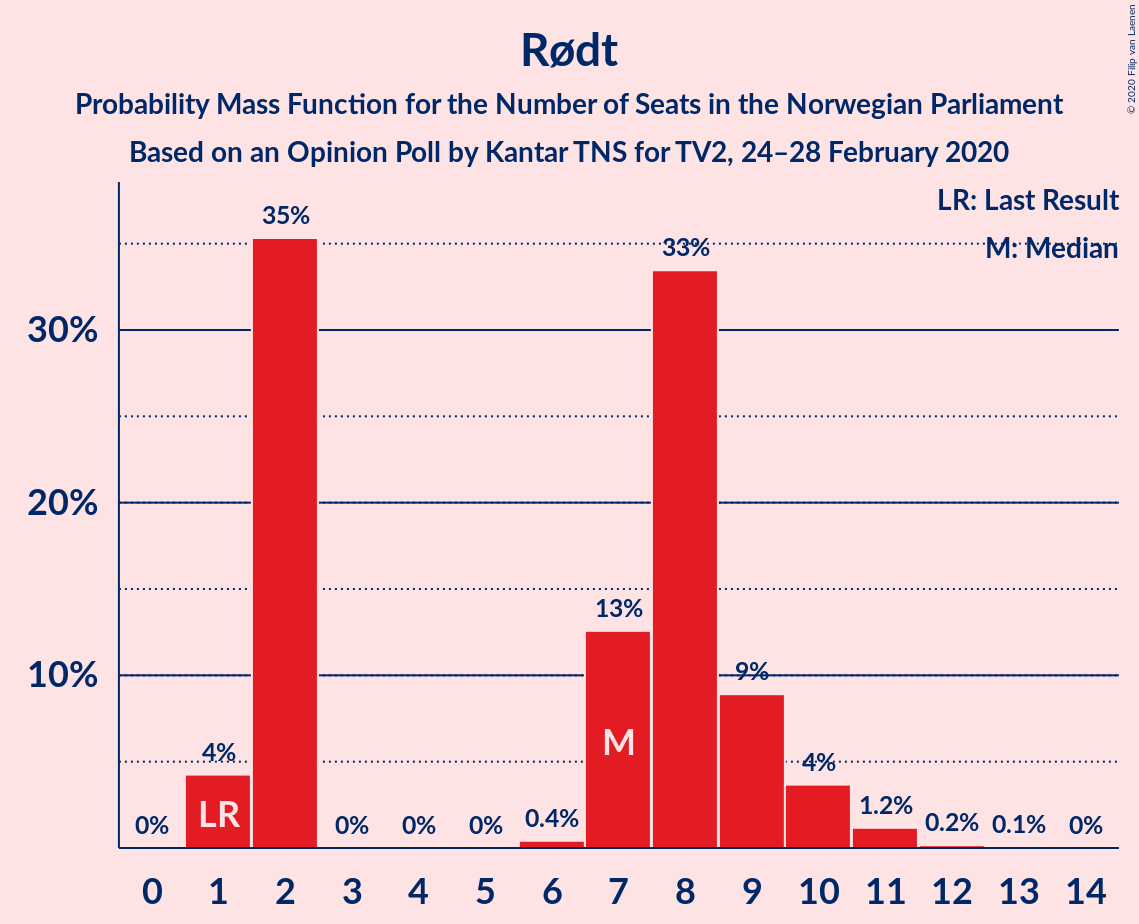 Rødt
Probability Mass Function for the Number of Seats in the Norwegian Parliament
Based on an Opinion Poll by Kantar TNS for TV2, 24–28 February 2020
© 2020 Filip van Laenen
LR: Last Result
M: Median
30%
20%
10%
0%
4%
35%
0%
0%
0%
0.4%
13%
33%
9%
4%
1.2%
0.2%
0.1%
0%
LR
M
0 1 2 3 4 5 6 7 8 9 10 11 12 13 14